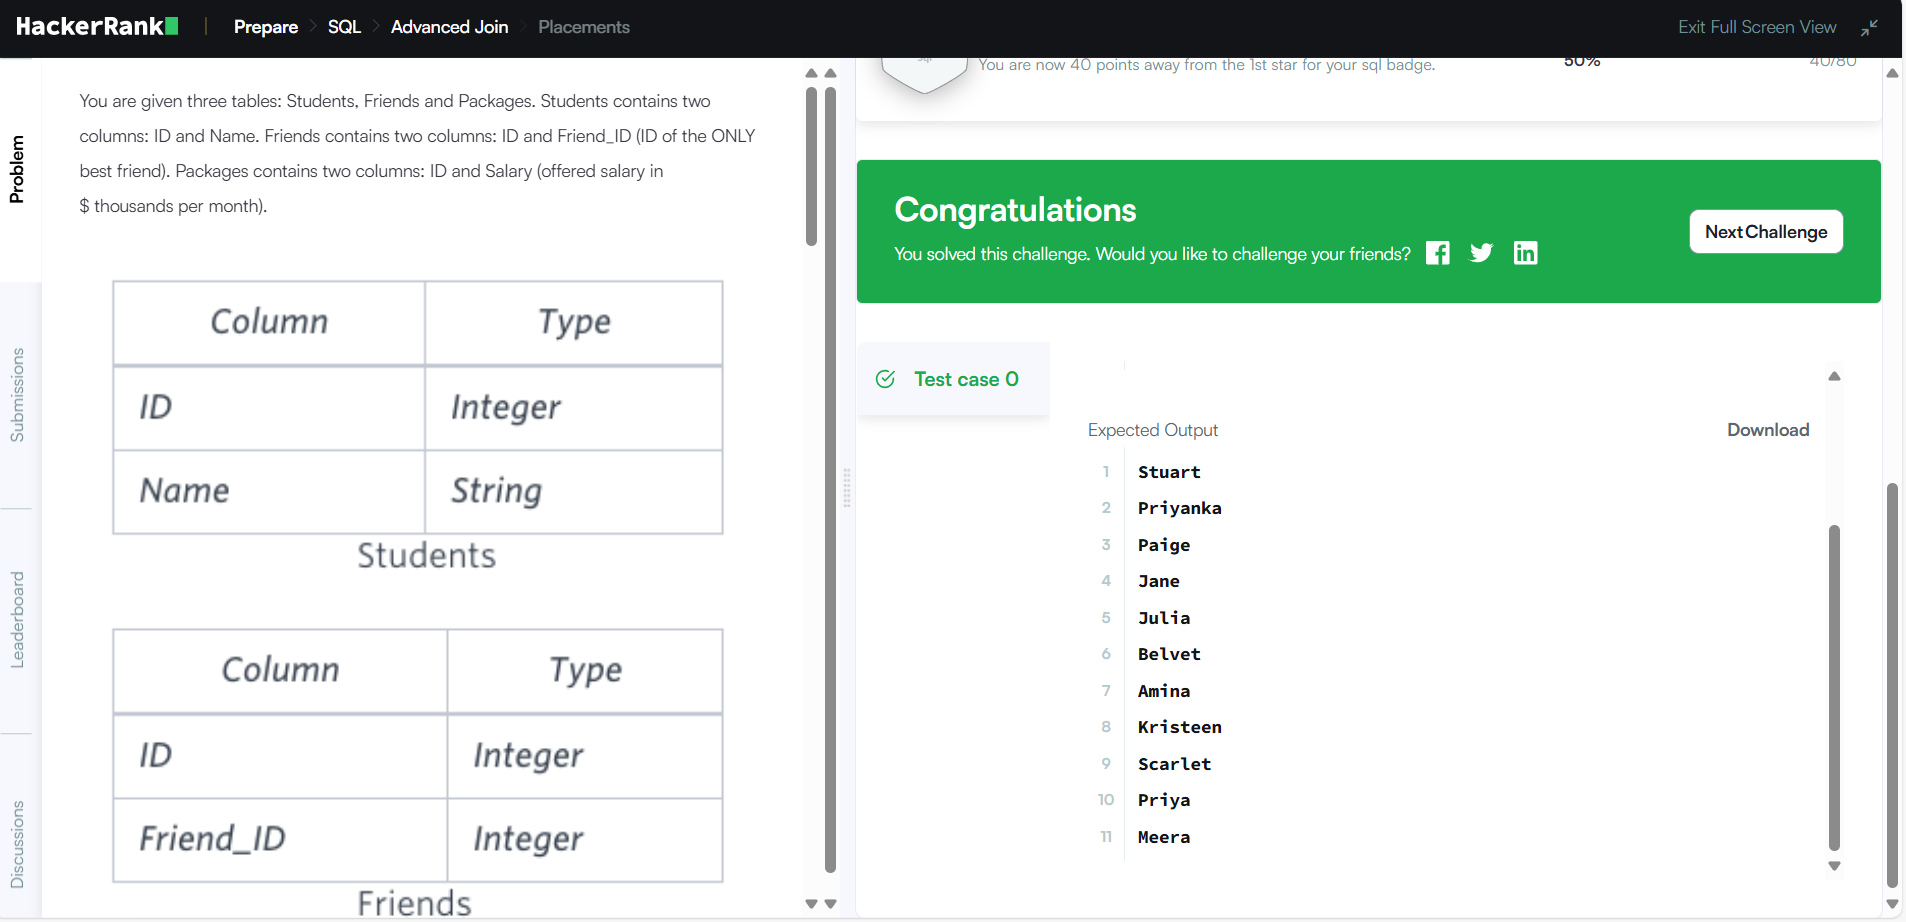 HackerRank
Prepare
SQL
Advanced Join
Placements
Exit Full Screen View
Problem
Submissions
Leaderboard
Discussions
You are given three tables: Students, Friends and Packages. Students contains two
columns: ID and Name. Friends contains two columns: ID and Friend_ID (ID of the ONLY
best friend). Packages contains two columns: ID and Salary (offered salary in
$ thousands per month).
Column Type
ID Integer
Name String
Students
Column Type
ID Integer
Friend_ID Integer
Friends
You are now 40 points away from the 1st star for your sql badge.
50%
40/80
Congratulations
You solved this challenge. Would you like to challenge your friends?
Next Challenge
Test case 0
Expected Output
Download
1 Stuart
2 Priyanka
3 Paige
4 Jane
5 Julia
6 Belvet
7 Amina
8 Kristeen
9 Scarlet
10 Priya
11 Meera